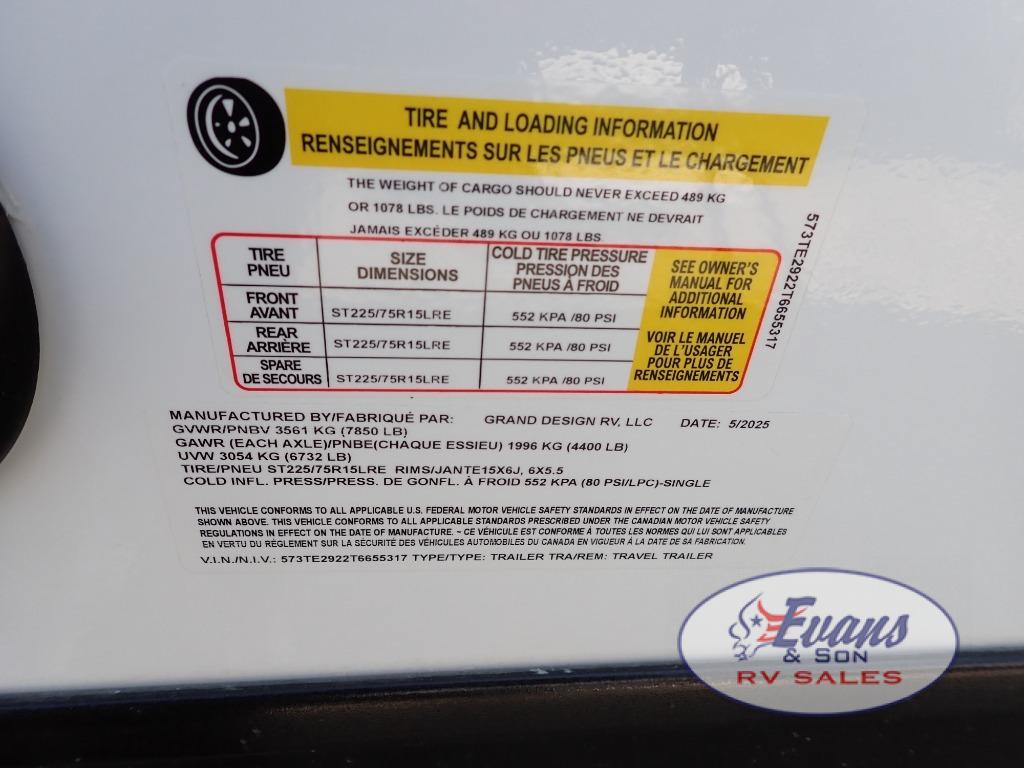 TIRE AND LOADING INFORMATION
RENSEIGNEMENTS SUR LES PNEUS ET LE CHARGEMENT
THE WEIGHT OF CARGO SHOULD NEVER EXCEED 489 KG
OR 1078 LBS. LE POIDS DE CHARGEMENT NE DEVRAIT
JAMAIS EXCÉDER 489 KG OU 1078 LBS.
TIRE
PNEU
SIZE
DIMENSIONS
COLD TIRE PRESSURE
PRESSION DES
PNEUS À FROID
FRONT
AVANT
ST225/75R15LRE
552 KPA /80 PSI
REAR
ARRIÈRE
ST225/75R15LRE
552 KPA /80 PSI
SPARE
DE SECOURS
ST225/75R15LRE
552 KPA /80 PSI
SEE OWNER'S
MANUAL FOR
ADDITIONAL
INFORMATION
VOIR LE MANUEL
DE L'USAGER
POUR PLUS DE
RENSEIGNEMENTS
573TE2922T6655317
MANUFACTURED BY/FABRIQUÉ PAR: GRAND DESIGN RV, LLC DATE: 5/2025
GVWR/PNBV 3561 KG (7850 LB)
GAWR (EACH AXLE)/PNBE(CHAQUE ESSIEU) 1996 KG (4400 LB)
UVW 3054 KG (6732 LB)
TIRE/PNEU ST225/75R15LRE RIMS/JANTE15X6J, 6X5.5
COLD INFL. PRESS/PRESS. DE GONFL. À FROID 552 KPA (80 PSI/LPC)-SINGLE
THIS VEHICLE CONFORMS TO ALL APPLICABLE U.S. FEDERAL MOTOR VEHICLE SAFETY STANDARDS IN EFFECT ON THE DATE OF MANUFACTURE
SHOWN ABOVE. THIS VEHICLE CONFORMS TO ALL APPLICABLE STANDARDS PRESCRIBED UNDER THE CANADIAN MOTOR VEHICLE SAFETY
REGULATIONS IN EFFECT ON THE DATE OF MANUFACTURE. ~ CE VÉHICULE EST CONFORME À TOUTES LES NORMES QUI LUI SONT APPLICABLES
EN VERTU DU RÈGLEMENT SUR LA SÉCURITÉ DES VÉHICULES AUTOMOBILES DU CANADA EN VIGUEUR À LA DATE DE SA FABRICATION.
V.I.N./N.I.V.: 573TE2922T6655317 TYPE/TYPE: TRAILER TRA/REM: TRAVEL TRAILER
Evans
& SON
RV SALES